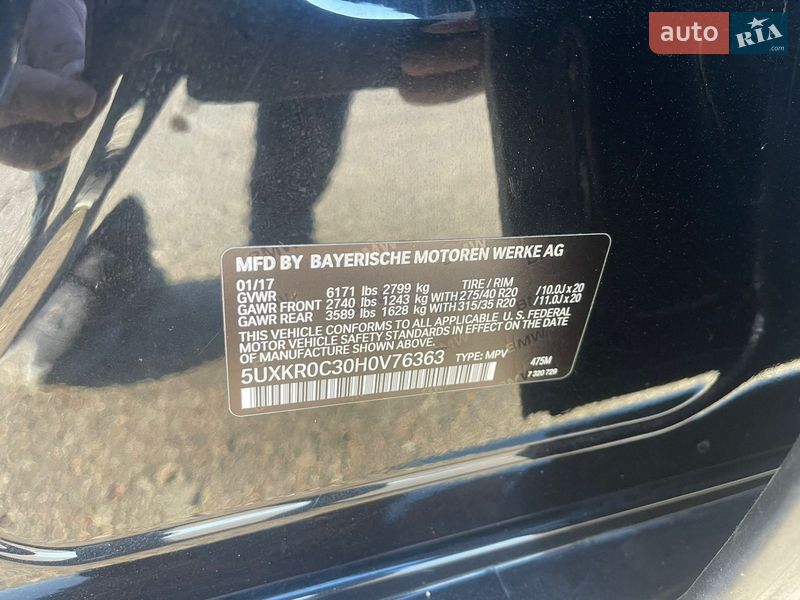 auto RIA.com
MFD BY BAYERISCHE MOTOREN WERKE AG
01/17
GVWR 6171 lbs 2799 kg TIRE / RIM
GAWR FRONT 2740 lbs 1243 kg WITH 275/40 R20 /10.0J x 20
GAWR REAR 3589 lbs 1628 kg WITH 315/35 R20 /11.0J x 20
THIS VEHICLE CONFORMS TO ALL APPLICABLE U.S. FEDERAL
MOTOR VEHICLE SAFETY STANDARDS IN EFFECT ON THE
DATE OF MANUFACTURE SHOWN ABOVE.
5UXKR0C30H0V76363 TYPE: MPV 475M
7 320 729